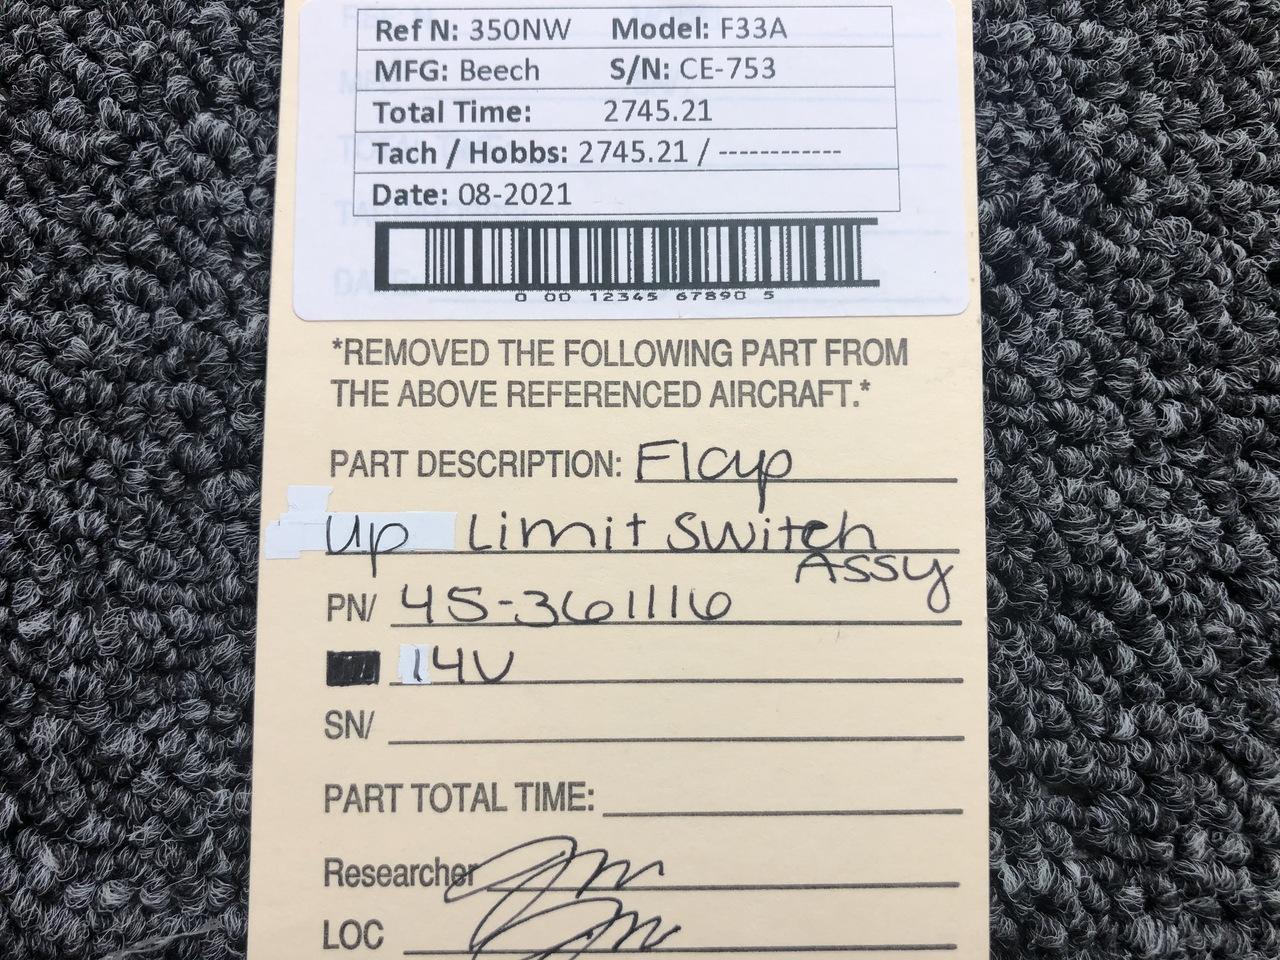 Ref N: 350NW Model: F33A
MFG: Beech S/N: CE-753
Total Time: 2745.21
Tach / Hobbs: 2745.21 / ------------
Date: 08-2021
0 00 12345 67890 5
*REMOVED THE FOLLOWING PART FROM
THE ABOVE REFERENCED AIRCRAFT.*
PART DESCRIPTION: Flap
Up Limit Switch
Assy
PN/ 45-361116
14V
SN/
PART TOTAL TIME:
Researcher
LOC